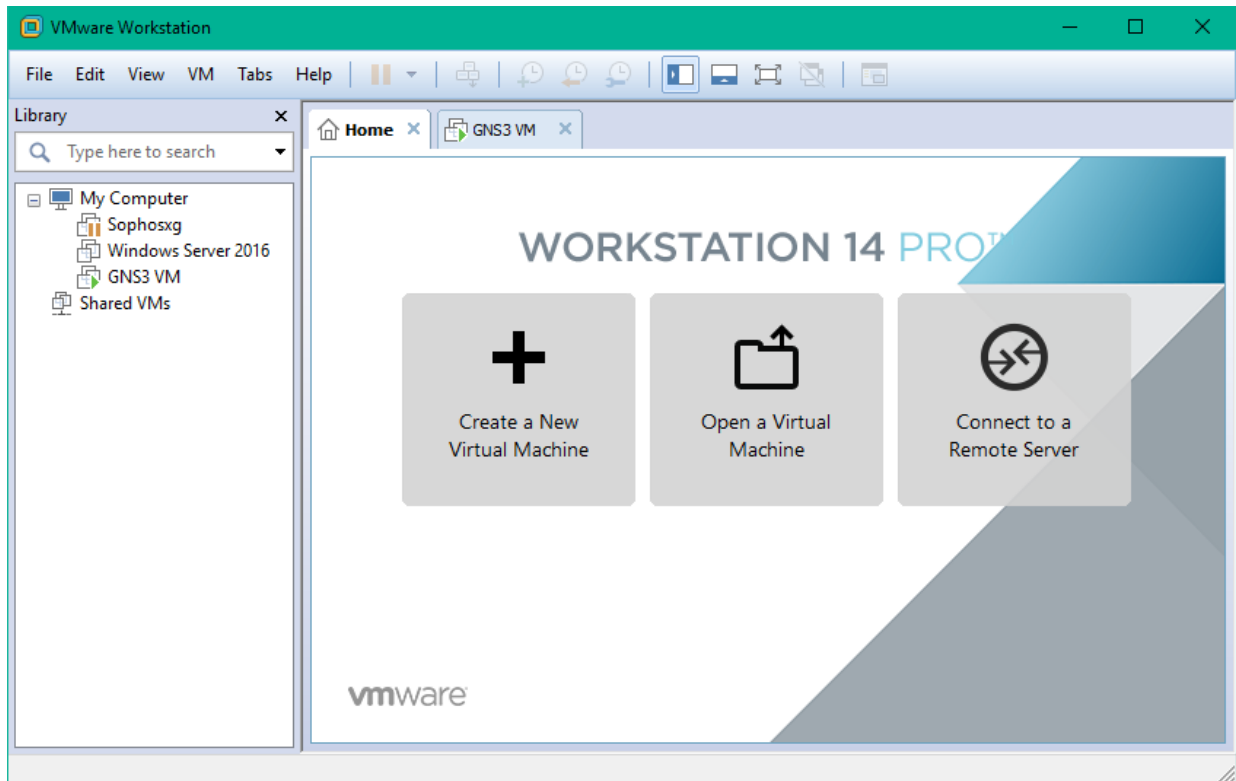 VMware Workstation
File Edit View VM Tabs Help
Library
Type here to search
My Computer
Sophosxg
Windows Server 2016
GNS3 VM
Shared VMs
Home
GNS3 VM
WORKSTATION 14 PRO™
Create a New
Virtual Machine
Open a Virtual
Machine
Connect to a
Remote Server
vmware